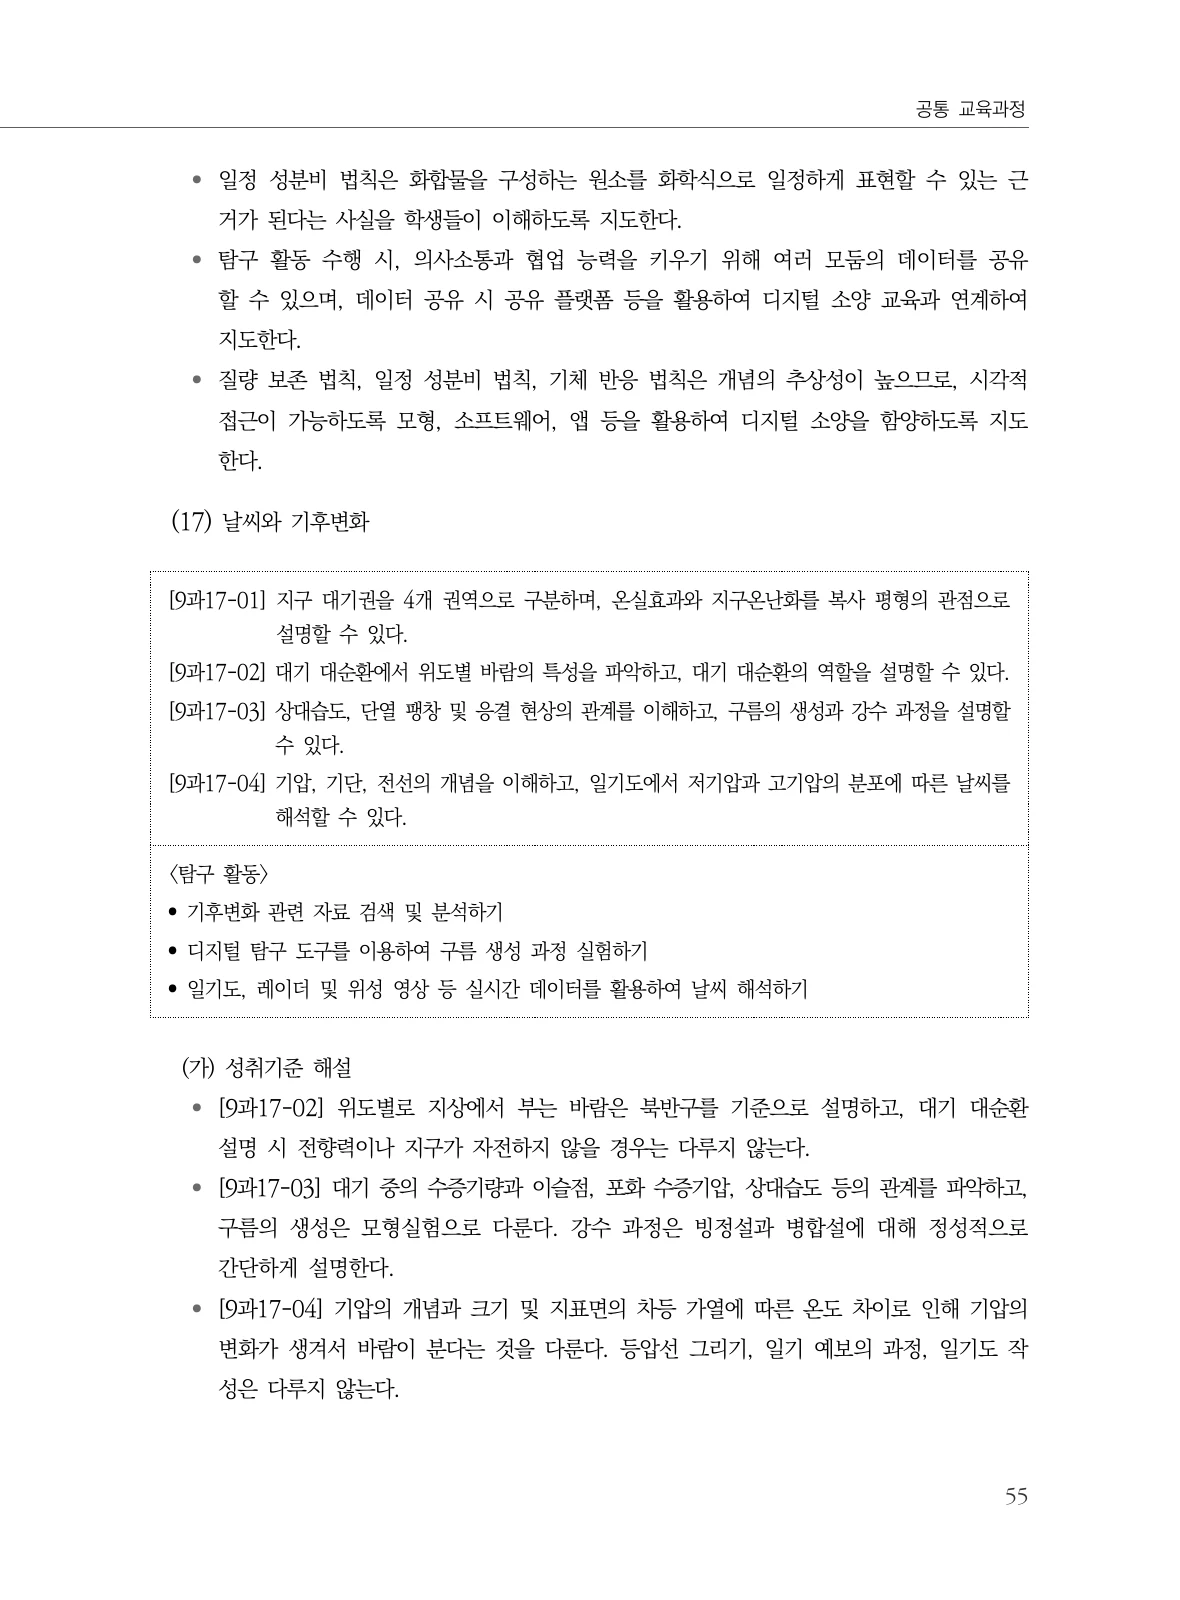 공통 교육과정
• 일정 성분비 법칙은 화합물을 구성하는 원소를 화학식으로 일정하게 표현할 수 있는 근
거가 된다는 사실을 학생들이 이해하도록 지도한다.
• 탐구 활동 수행 시, 의사소통과 협업 능력을 키우기 위해 여러 모둠의 데이터를 공유
할 수 있으며, 데이터 공유 시 공유 플랫폼 등을 활용하여 디지털 소양 교육과 연계하여
지도한다.
• 질량 보존 법칙, 일정 성분비 법칙, 기체 반응 법칙은 개념의 추상성이 높으므로, 시각적
접근이 가능하도록 모형, 소프트웨어, 앱 등을 활용하여 디지털 소양을 함양하도록 지도
한다.
(17) 날씨와 기후변화
[9과17-01] 지구 대기권을 4개 권역으로 구분하며, 온실효과와 지구온난화를 복사 평형의 관점으로
설명할 수 있다.
[9과17-02] 대기 대순환에서 위도별 바람의 특성을 파악하고, 대기 대순환의 역할을 설명할 수 있다.
[9과17-03] 상대습도, 단열 팽창 및 응결 현상의 관계를 이해하고, 구름의 생성과 강수 과정을 설명할
수 있다.
[9과17-04] 기압, 기단, 전선의 개념을 이해하고, 일기도에서 저기압과 고기압의 분포에 따른 날씨를
해석할 수 있다.
〈탐구 활동〉
• 기후변화 관련 자료 검색 및 분석하기
• 디지털 탐구 도구를 이용하여 구름 생성 과정 실험하기
• 일기도, 레이더 및 위성 영상 등 실시간 데이터를 활용하여 날씨 해석하기
(가) 성취기준 해설
• [9과17-02] 위도별로 지상에서 부는 바람은 북반구를 기준으로 설명하고, 대기 대순환
설명 시 전향력이나 지구가 자전하지 않을 경우는 다루지 않는다.
• [9과17-03] 대기 중의 수증기량과 이슬점, 포화 수증기압, 상대습도 등의 관계를 파악하고,
구름의 생성은 모형실험으로 다룬다. 강수 과정은 빙정설과 병합설에 대해 정성적으로
간단하게 설명한다.
• [9과17-04] 기압의 개념과 크기 및 지표면의 차등 가열에 따른 온도 차이로 인해 기압의
변화가 생겨서 바람이 분다는 것을 다룬다. 등압선 그리기, 일기 예보의 과정, 일기도 작
성은 다루지 않는다.
55